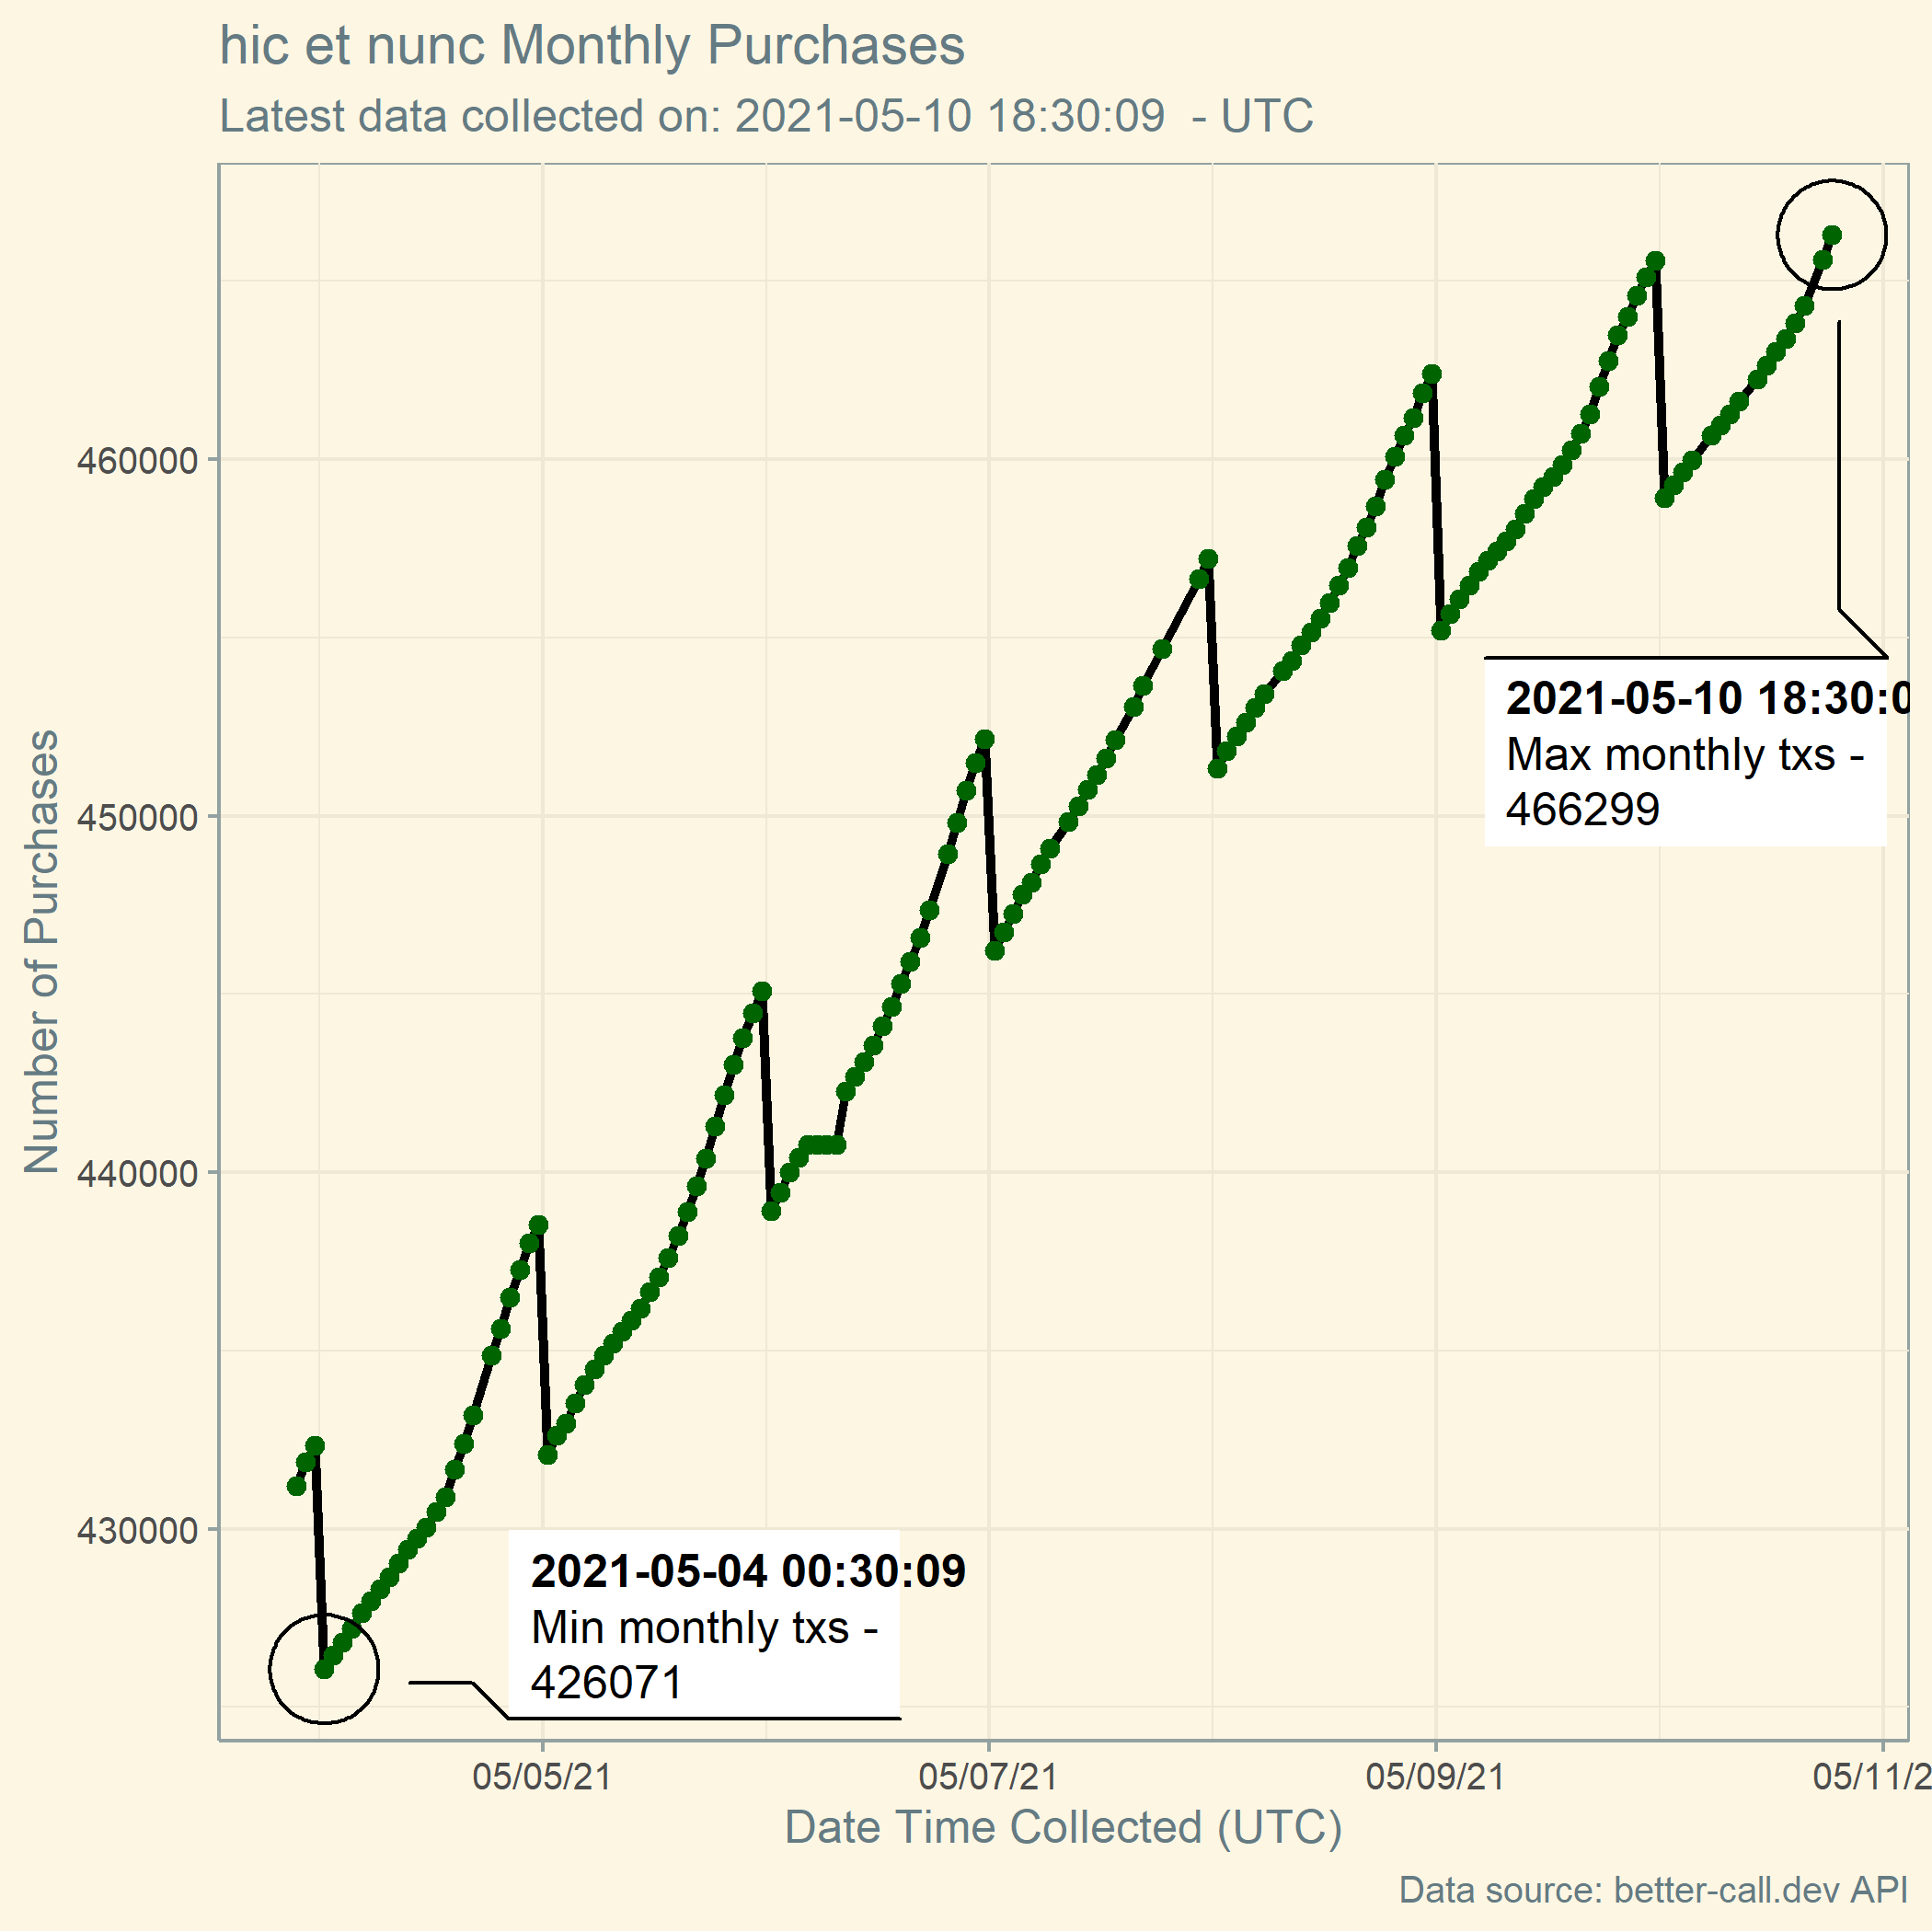 hic et nunc Monthly Purchases
Latest data collected on: 2021-05-10 18:30:09 - UTC
Number of Purchases
460000
450000
440000
430000
2021-05-10 18:30:0
Max monthly txs -
466299
2021-05-04 00:30:09
Min monthly txs -
426071
05/05/21
05/07/21
05/09/21
05/11/2
Date Time Collected (UTC)
Data source: better-call.dev API